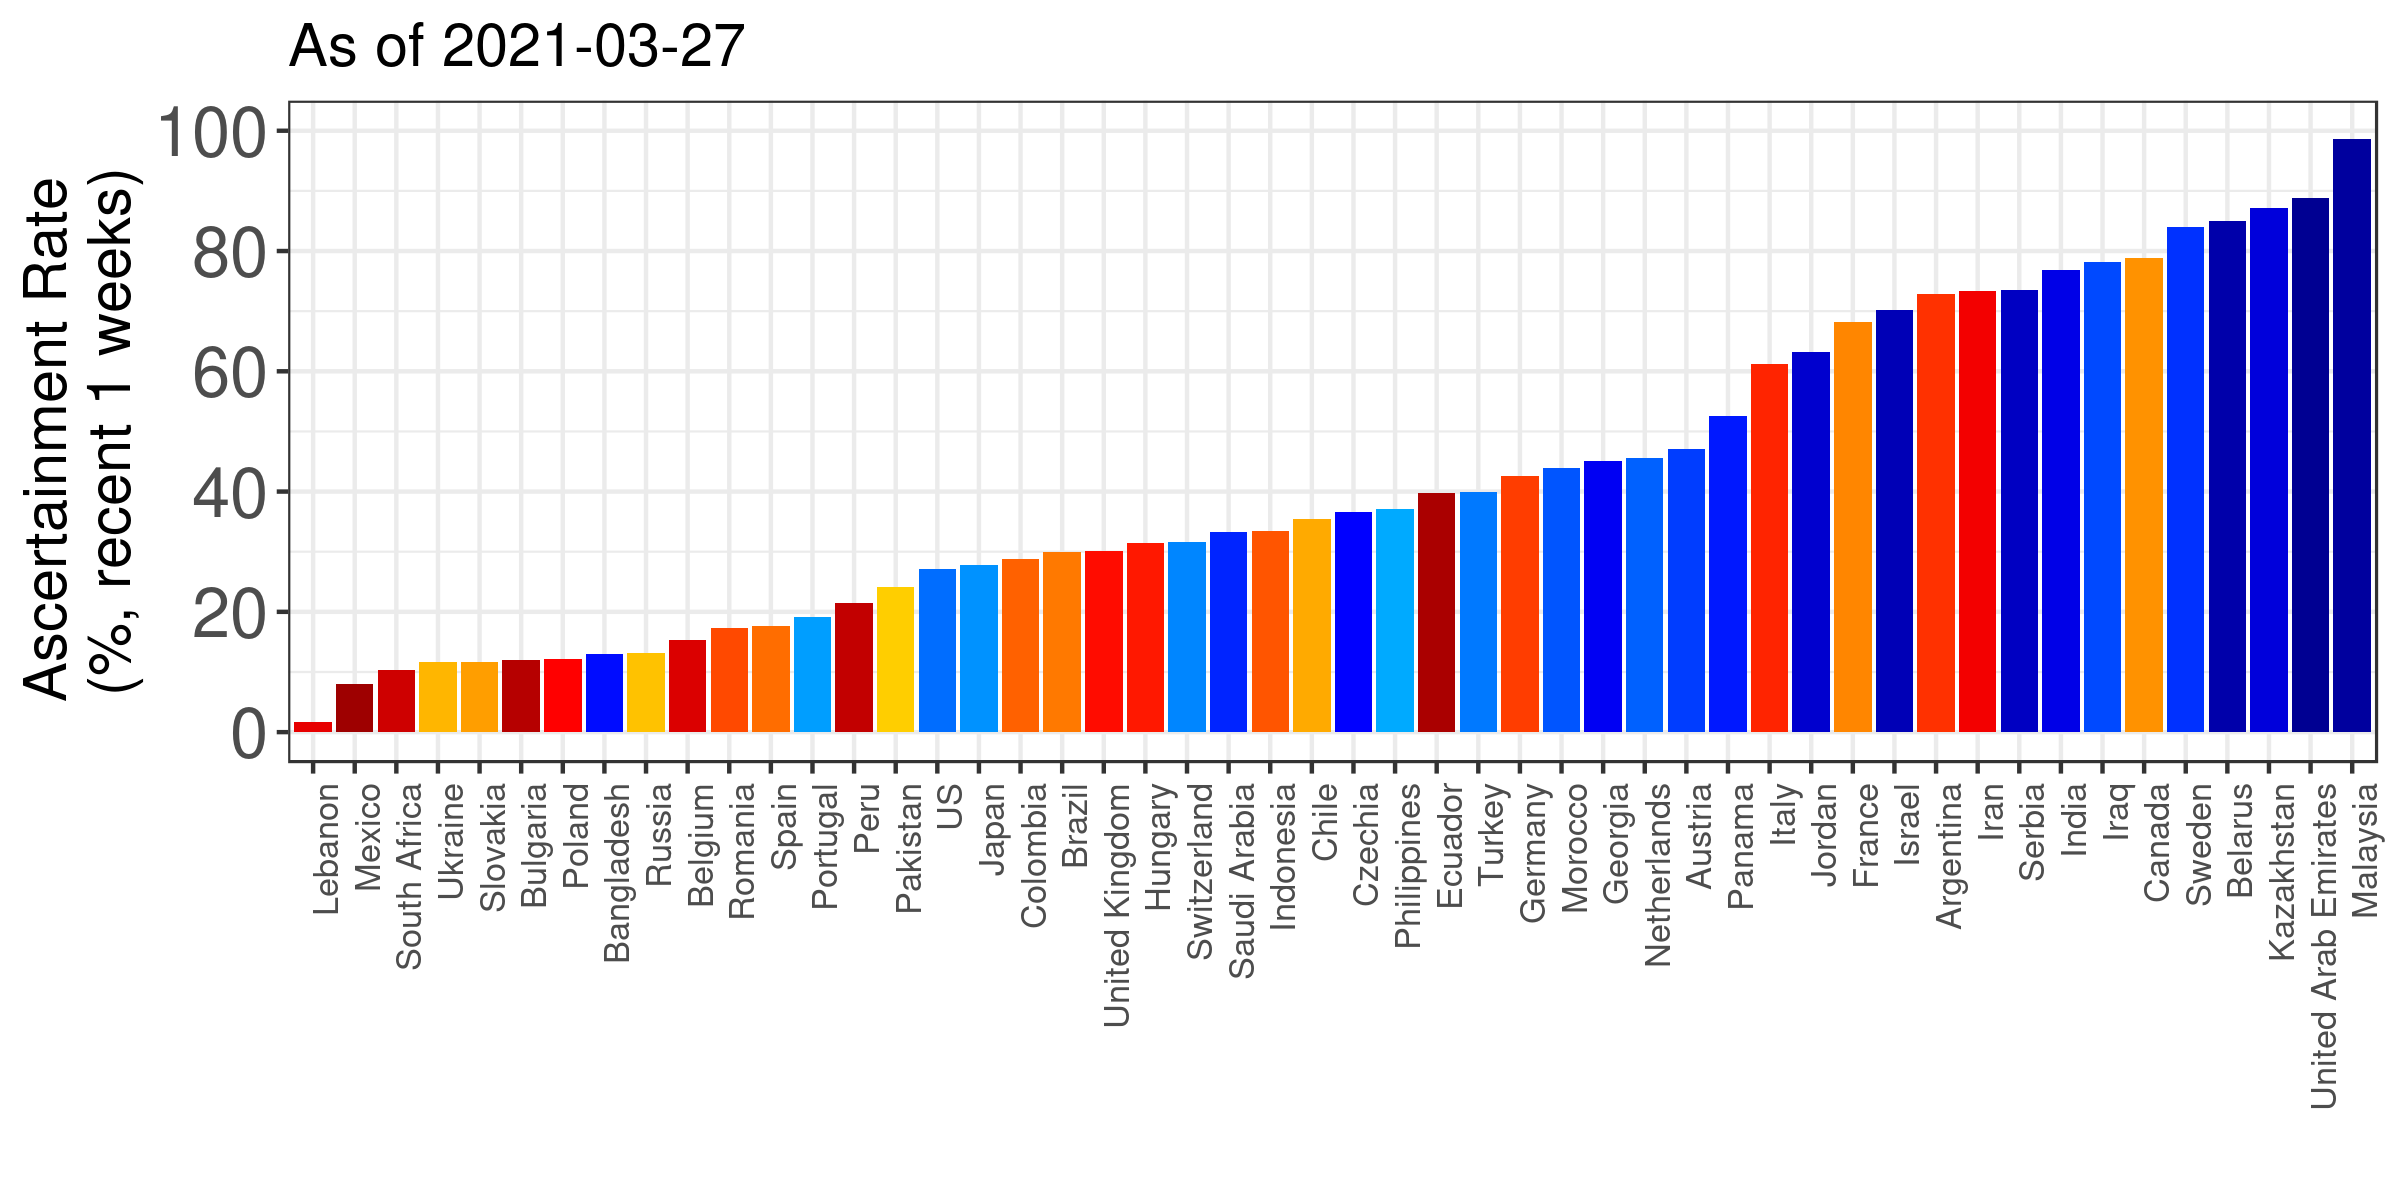 As of 2021-03-27
Ascertainment Rate
(%, recent 1 weeks)
100
80
60
40
20
0
Lebanon
Mexico
South Africa
Ukraine
Slovakia
Bulgaria
Poland
Bangladesh
Russia
Belgium
Romania
Spain
Portugal
Peru
Pakistan
US
Japan
Colombia
Brazil
United Kingdom
Hungary
Switzerland
Saudi Arabia
Indonesia
Chile
Czechia
Philippines
Ecuador
Turkey
Germany
Morocco
Georgia
Netherlands
Austria
Panama
Italy
Jordan
France
Israel
Argentina
Iran
Serbia
India
Iraq
Canada
Sweden
Belarus
Kazakhstan
United Arab Emirates
Malaysia